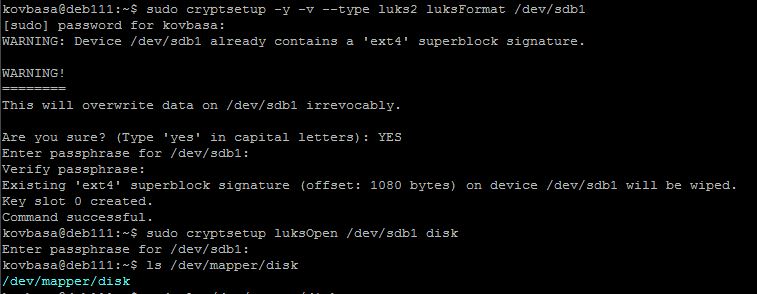 kovbasa@deb111:~$ sudo cryptsetup -y -v --type luks2 luksFormat /dev/sdb1
[sudo] password for kovbasa:
WARNING: Device /dev/sdb1 already contains a 'ext4' superblock signature.
WARNING!
========
This will overwrite data on /dev/sdb1 irrevocably.
Are you sure? (Type 'yes' in capital letters): YES
Enter passphrase for /dev/sdb1:
Verify passphrase:
Existing 'ext4' superblock signature (offset: 1080 bytes) on device /dev/sdb1 will be wiped.
Key slot 0 created.
Command successful.
kovbasa@deb111:~$ sudo cryptsetup luksOpen /dev/sdb1 disk
Enter passphrase for /dev/sdb1:
kovbasa@deb111:~$ ls /dev/mapper/disk
/dev/mapper/disk